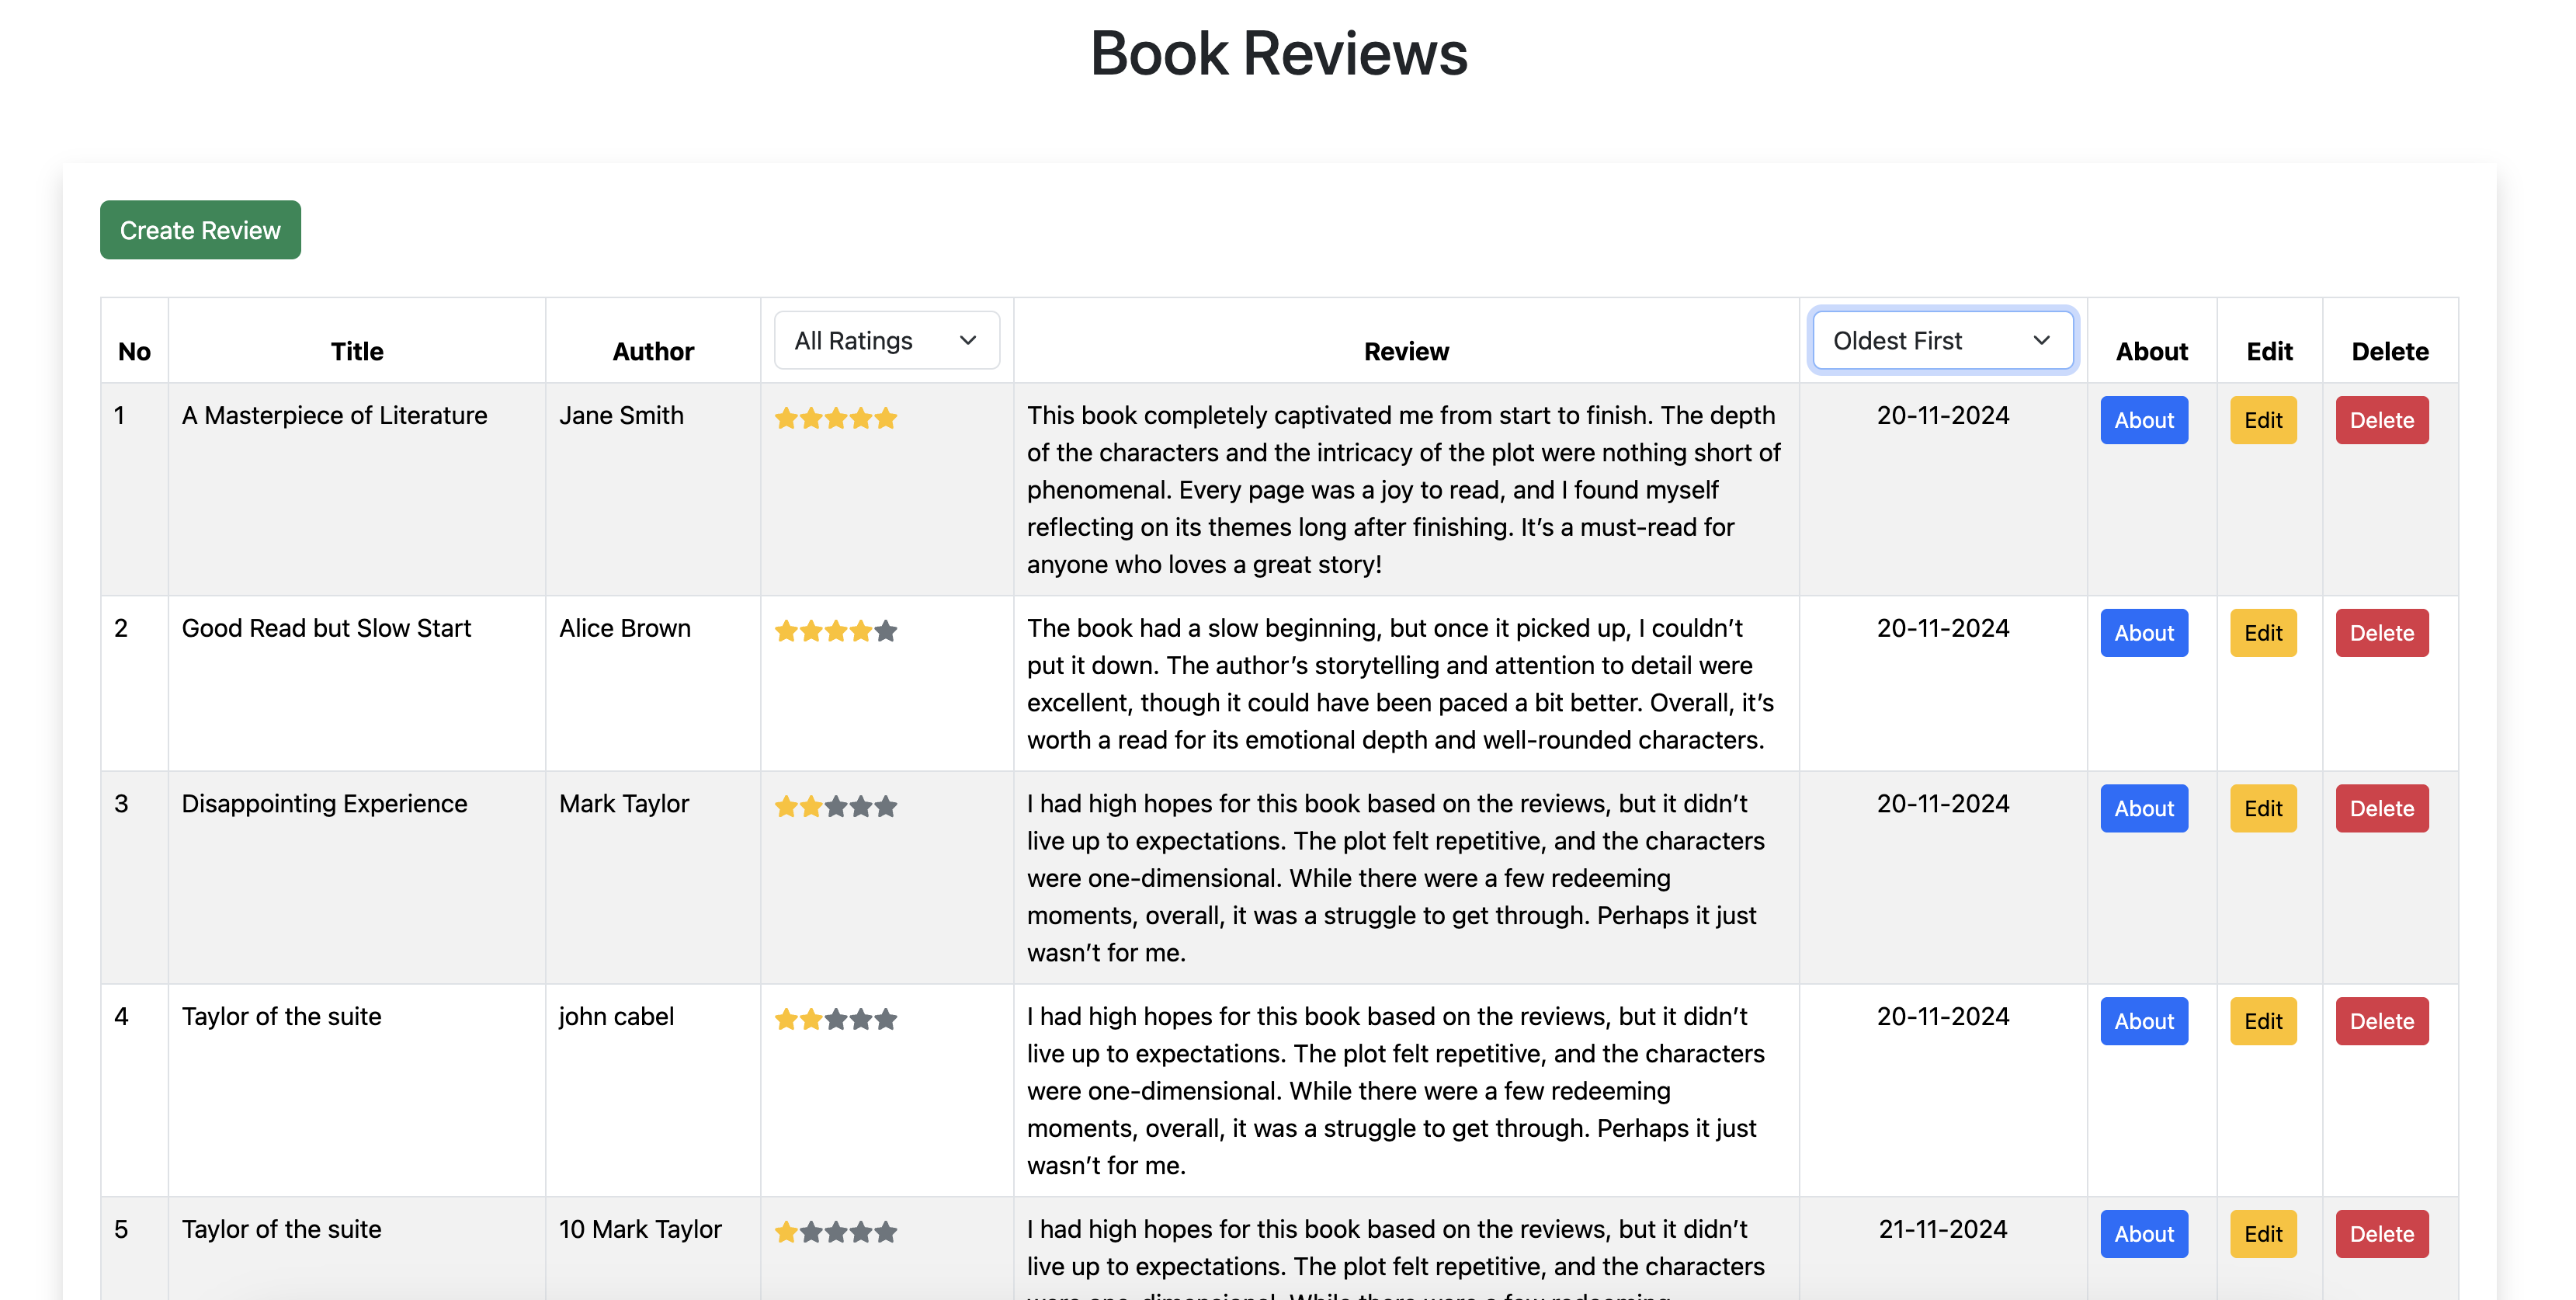 Book Reviews
Create Review
No
Title
Author
All Ratings
Review
Oldest First
About
Edit
Delete
1
A Masterpiece of Literature
Jane Smith
This book completely captivated me from start to finish. The depth
of the characters and the intricacy of the plot were nothing short of
phenomenal. Every page was a joy to read, and I found myself
reflecting on its themes long after finishing. It’s a must-read for
anyone who loves a great story!
20-11-2024
About
Edit
Delete
2
Good Read but Slow Start
Alice Brown
The book had a slow beginning, but once it picked up, I couldn’t
put it down. The author’s storytelling and attention to detail were
excellent, though it could have been paced a bit better. Overall, it’s
worth a read for its emotional depth and well-rounded characters.
20-11-2024
About
Edit
Delete
3
Disappointing Experience
Mark Taylor
I had high hopes for this book based on the reviews, but it didn’t
live up to expectations. The plot felt repetitive, and the characters
were one-dimensional. While there were a few redeeming
moments, overall, it was a struggle to get through. Perhaps it just
wasn’t for me.
20-11-2024
About
Edit
Delete
4
Taylor of the suite
john cabel
I had high hopes for this book based on the reviews, but it didn’t
live up to expectations. The plot felt repetitive, and the characters
were one-dimensional. While there were a few redeeming
moments, overall, it was a struggle to get through. Perhaps it just
wasn’t for me.
20-11-2024
About
Edit
Delete
5
Taylor of the suite
10 Mark Taylor
I had high hopes for this book based on the reviews, but it didn’t
live up to expectations. The plot felt repetitive, and the characters
21-11-2024
About
Edit
Delete